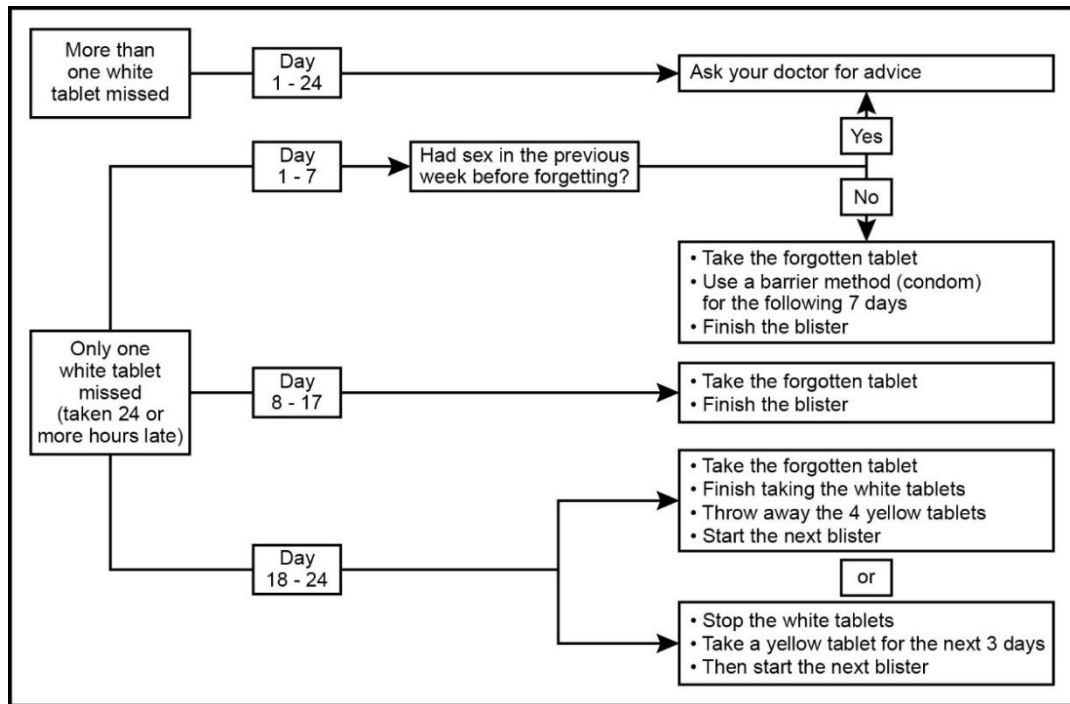 More than
one white
tablet missed
Day
1 - 24
Ask your doctor for advice
Yes
Day
1 - 7
Had sex in the previous
week before forgetting?
No
• Take the forgotten tablet
• Use a barrier method (condom)
for the following 7 days
• Finish the blister
Only one
white tablet
missed
(taken 24 or
more hours late)
Day
8 - 17
• Take the forgotten tablet
• Finish the blister
Day
18 - 24
• Take the forgotten tablet
• Finish taking the white tablets
• Throw away the 4 yellow tablets
• Start the next blister
or
• Stop the white tablets
• Take a yellow tablet for the next 3 days
• Then start the next blister